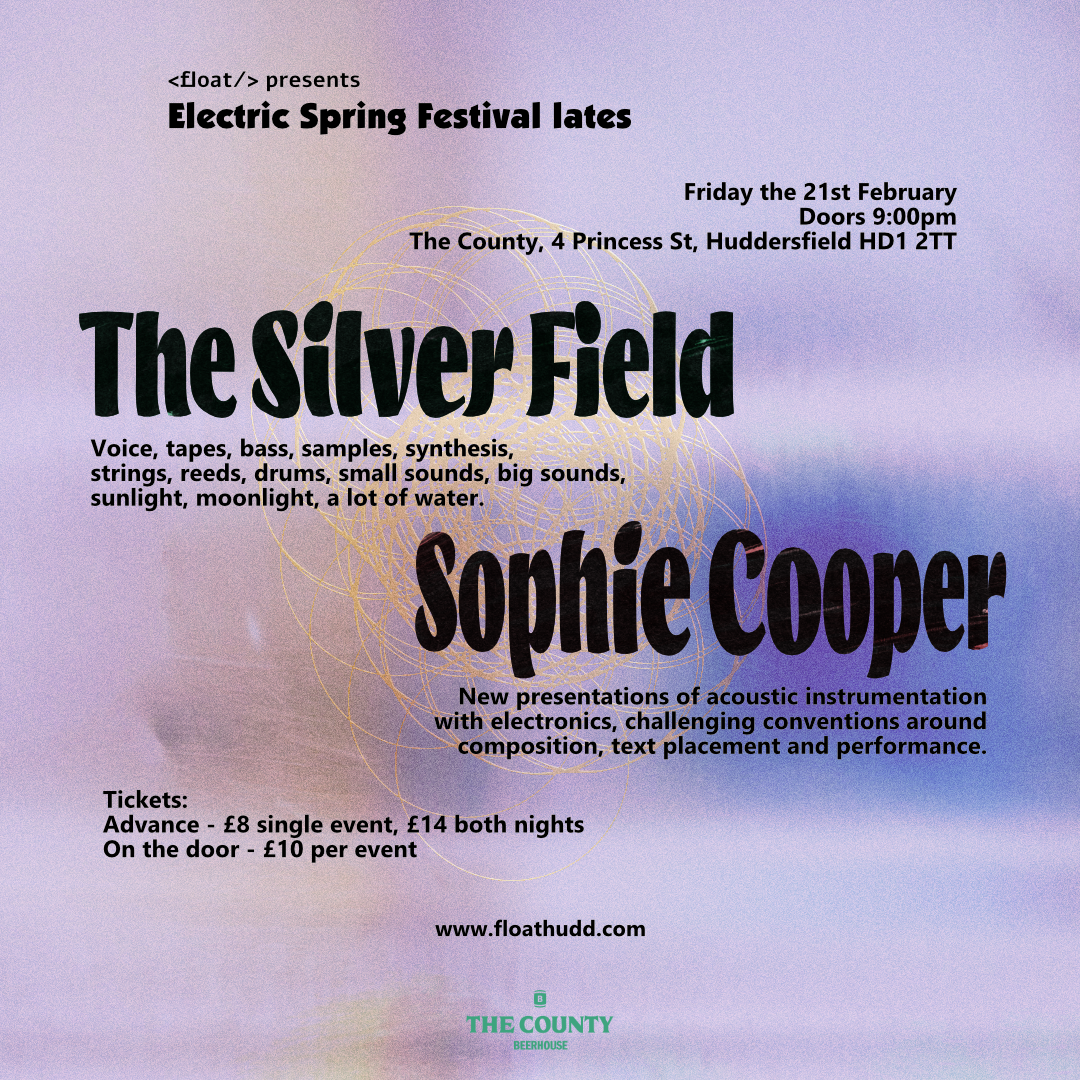 <float/> presents
Electric Spring Festival lates
Friday the 21st February
Doors 9:00pm
The County, 4 Princess St, Huddersfield HD1 2TT
The Silver Field
Voice, tapes, bass, samples, synthesis,
strings, reeds, drums, small sounds, big sounds,
sunlight, moonlight, a lot of water.
Sophie Cooper
New presentations of acoustic instrumentation
with electronics, challenging conventions around
composition, text placement and performance.
Tickets:
Advance - £8 single event, £14 both nights
On the door - £10 per event
www.floathudd.com
THE COUNTY
BEERHOUSE